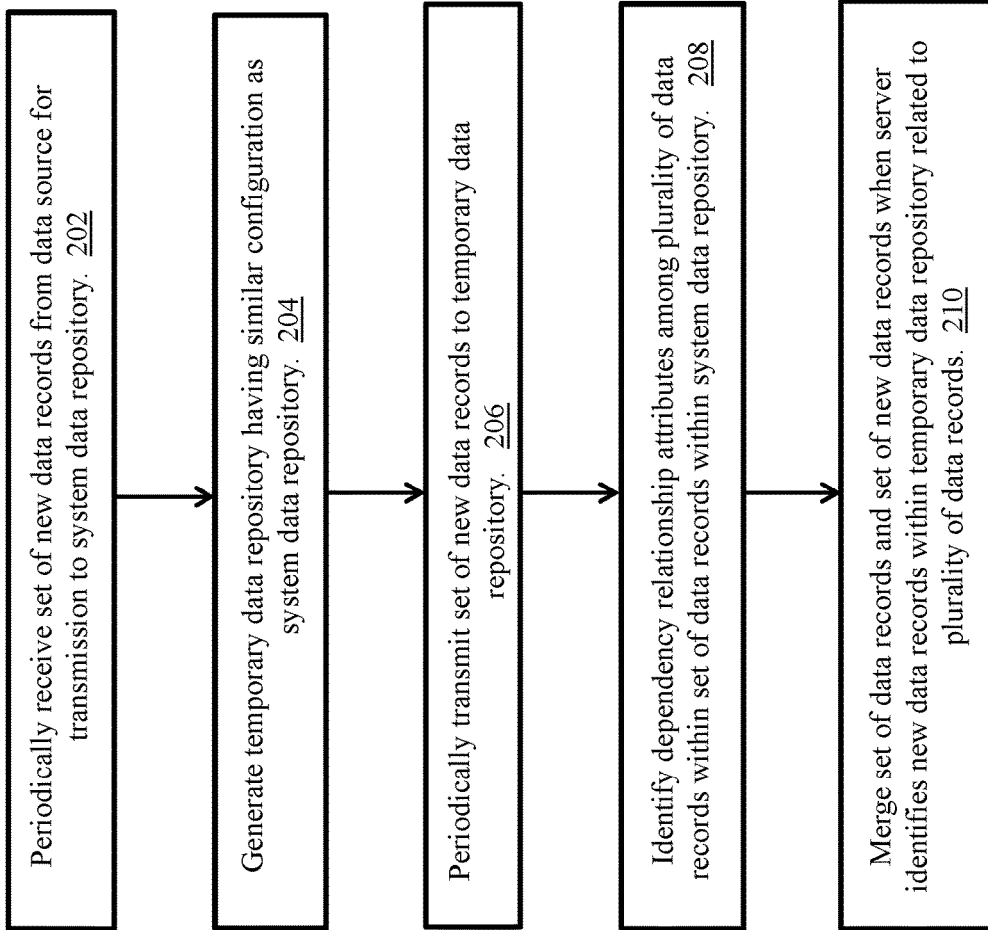 Periodically receive set of new data records from data source for
transmission to system data repository. 202
Generate temporary data repository having similar configuration as
system data repository. 204
Periodically transmit set of new data records to temporary data
repository. 206
Identify dependency relationship attributes among plurality of data
records within set of data records within system data repository. 208
Merge set of data records and set of new data records when server
identifies new data records within temporary data repository related to
plurality of data records. 210